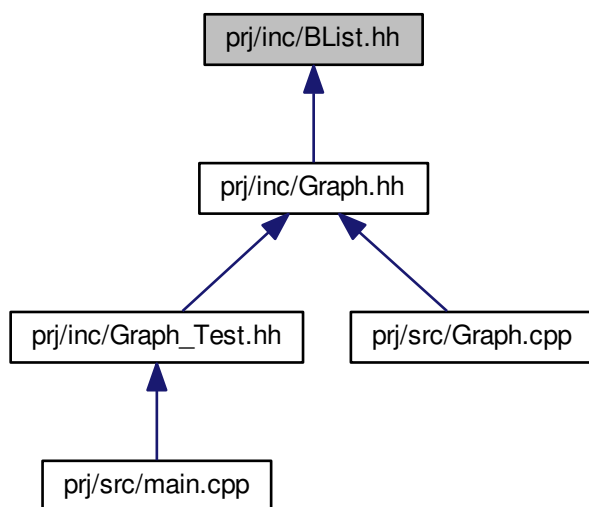 prj/inc/BList.hh
prj/inc/Graph.hh
prj/inc/Graph_Test.hh
prj/src/Graph.cpp
prj/src/main.cpp